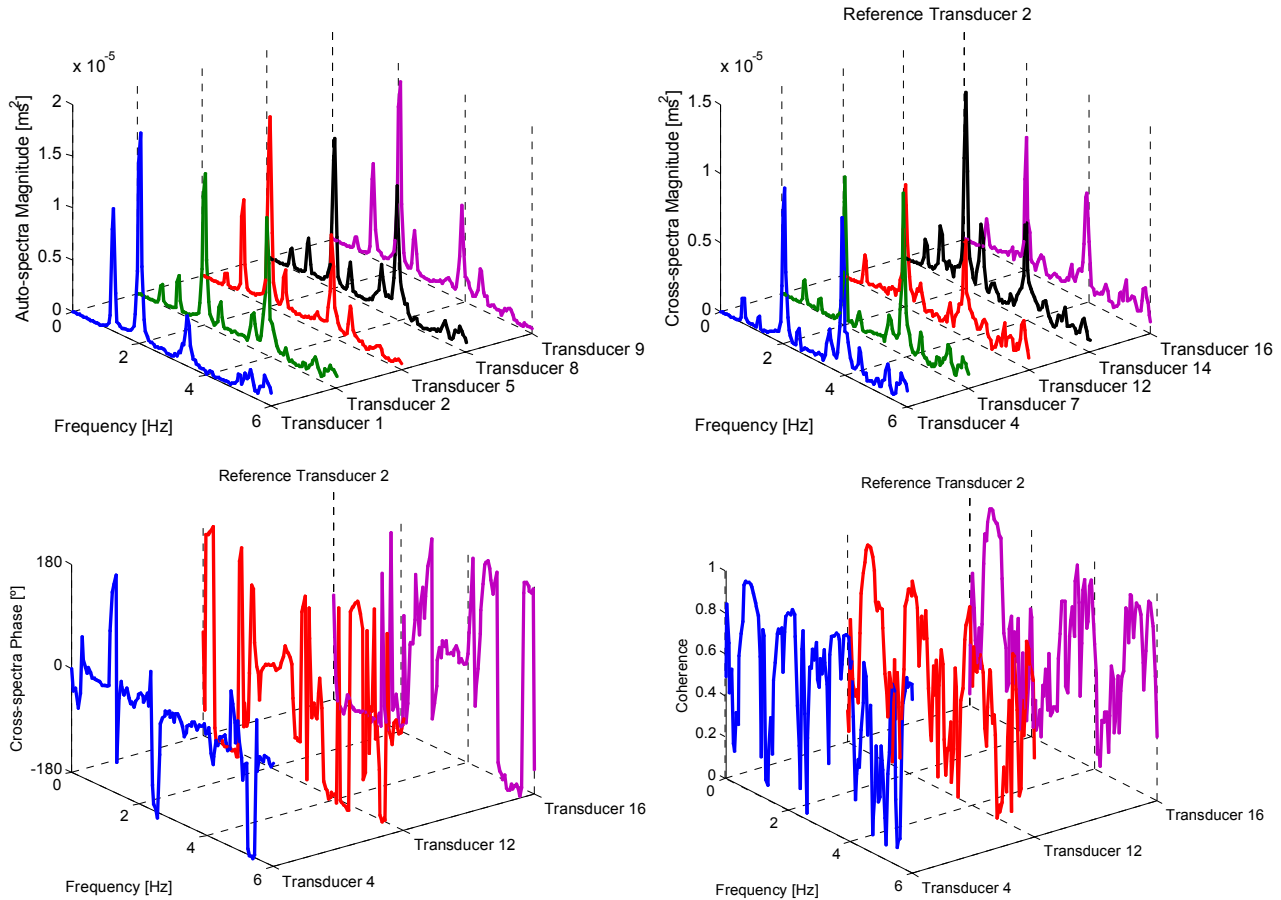 x 10^-5
2
1.5
1
0.5
0
Auto-spectra Magnitude [ms²]
0
2
4
6
Frequency [Hz]
Transducer 1
Transducer 2
Transducer 5
Transducer 8
Transducer 9
Reference Transducer 2
x 10^-5
1.5
1
0.5
0
Cross-spectra Magnitude [ms²]
0
2
4
6
Frequency [Hz]
Transducer 4
Transducer 7
Transducer 12
Transducer 14
Transducer 16
Reference Transducer 2
180
0
-180
Cross-spectra Phase [º]
0
2
4
6
Frequency [Hz]
Transducer 4
Transducer 12
Transducer 16
Reference Transducer 2
1
0.8
0.6
0.4
0.2
0
Coherence
0
2
4
6
Frequency [Hz]
Transducer 4
Transducer 12
Transducer 16